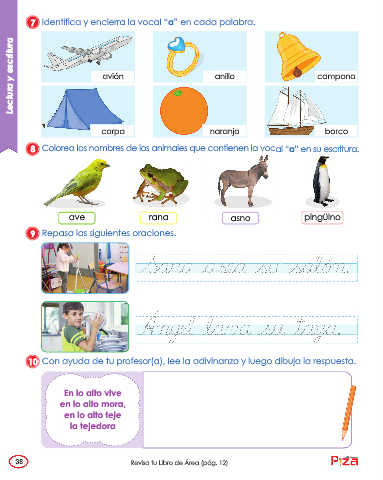 Lectura y escritura
7 Identifica y encierra la vocal “a” en cada palabra.
avión
anillo
campana
carpa
naranja
barco
8 Colorea los nombres de los animales que contienen la vocal “a” en su escritura.
ave
rana
asno
pingüino
9 Repasa las siguientes oraciones.
Sara asea su salón.
Ángel lava su taza.
10 Con ayuda de tu profesor(a), lee la adivinanza y luego dibuja la respuesta.
En lo alto vive
en lo alto mora,
en lo alto teje
la tejedora
38
Revisa tu Libro de Área (pág. 12)
Piza